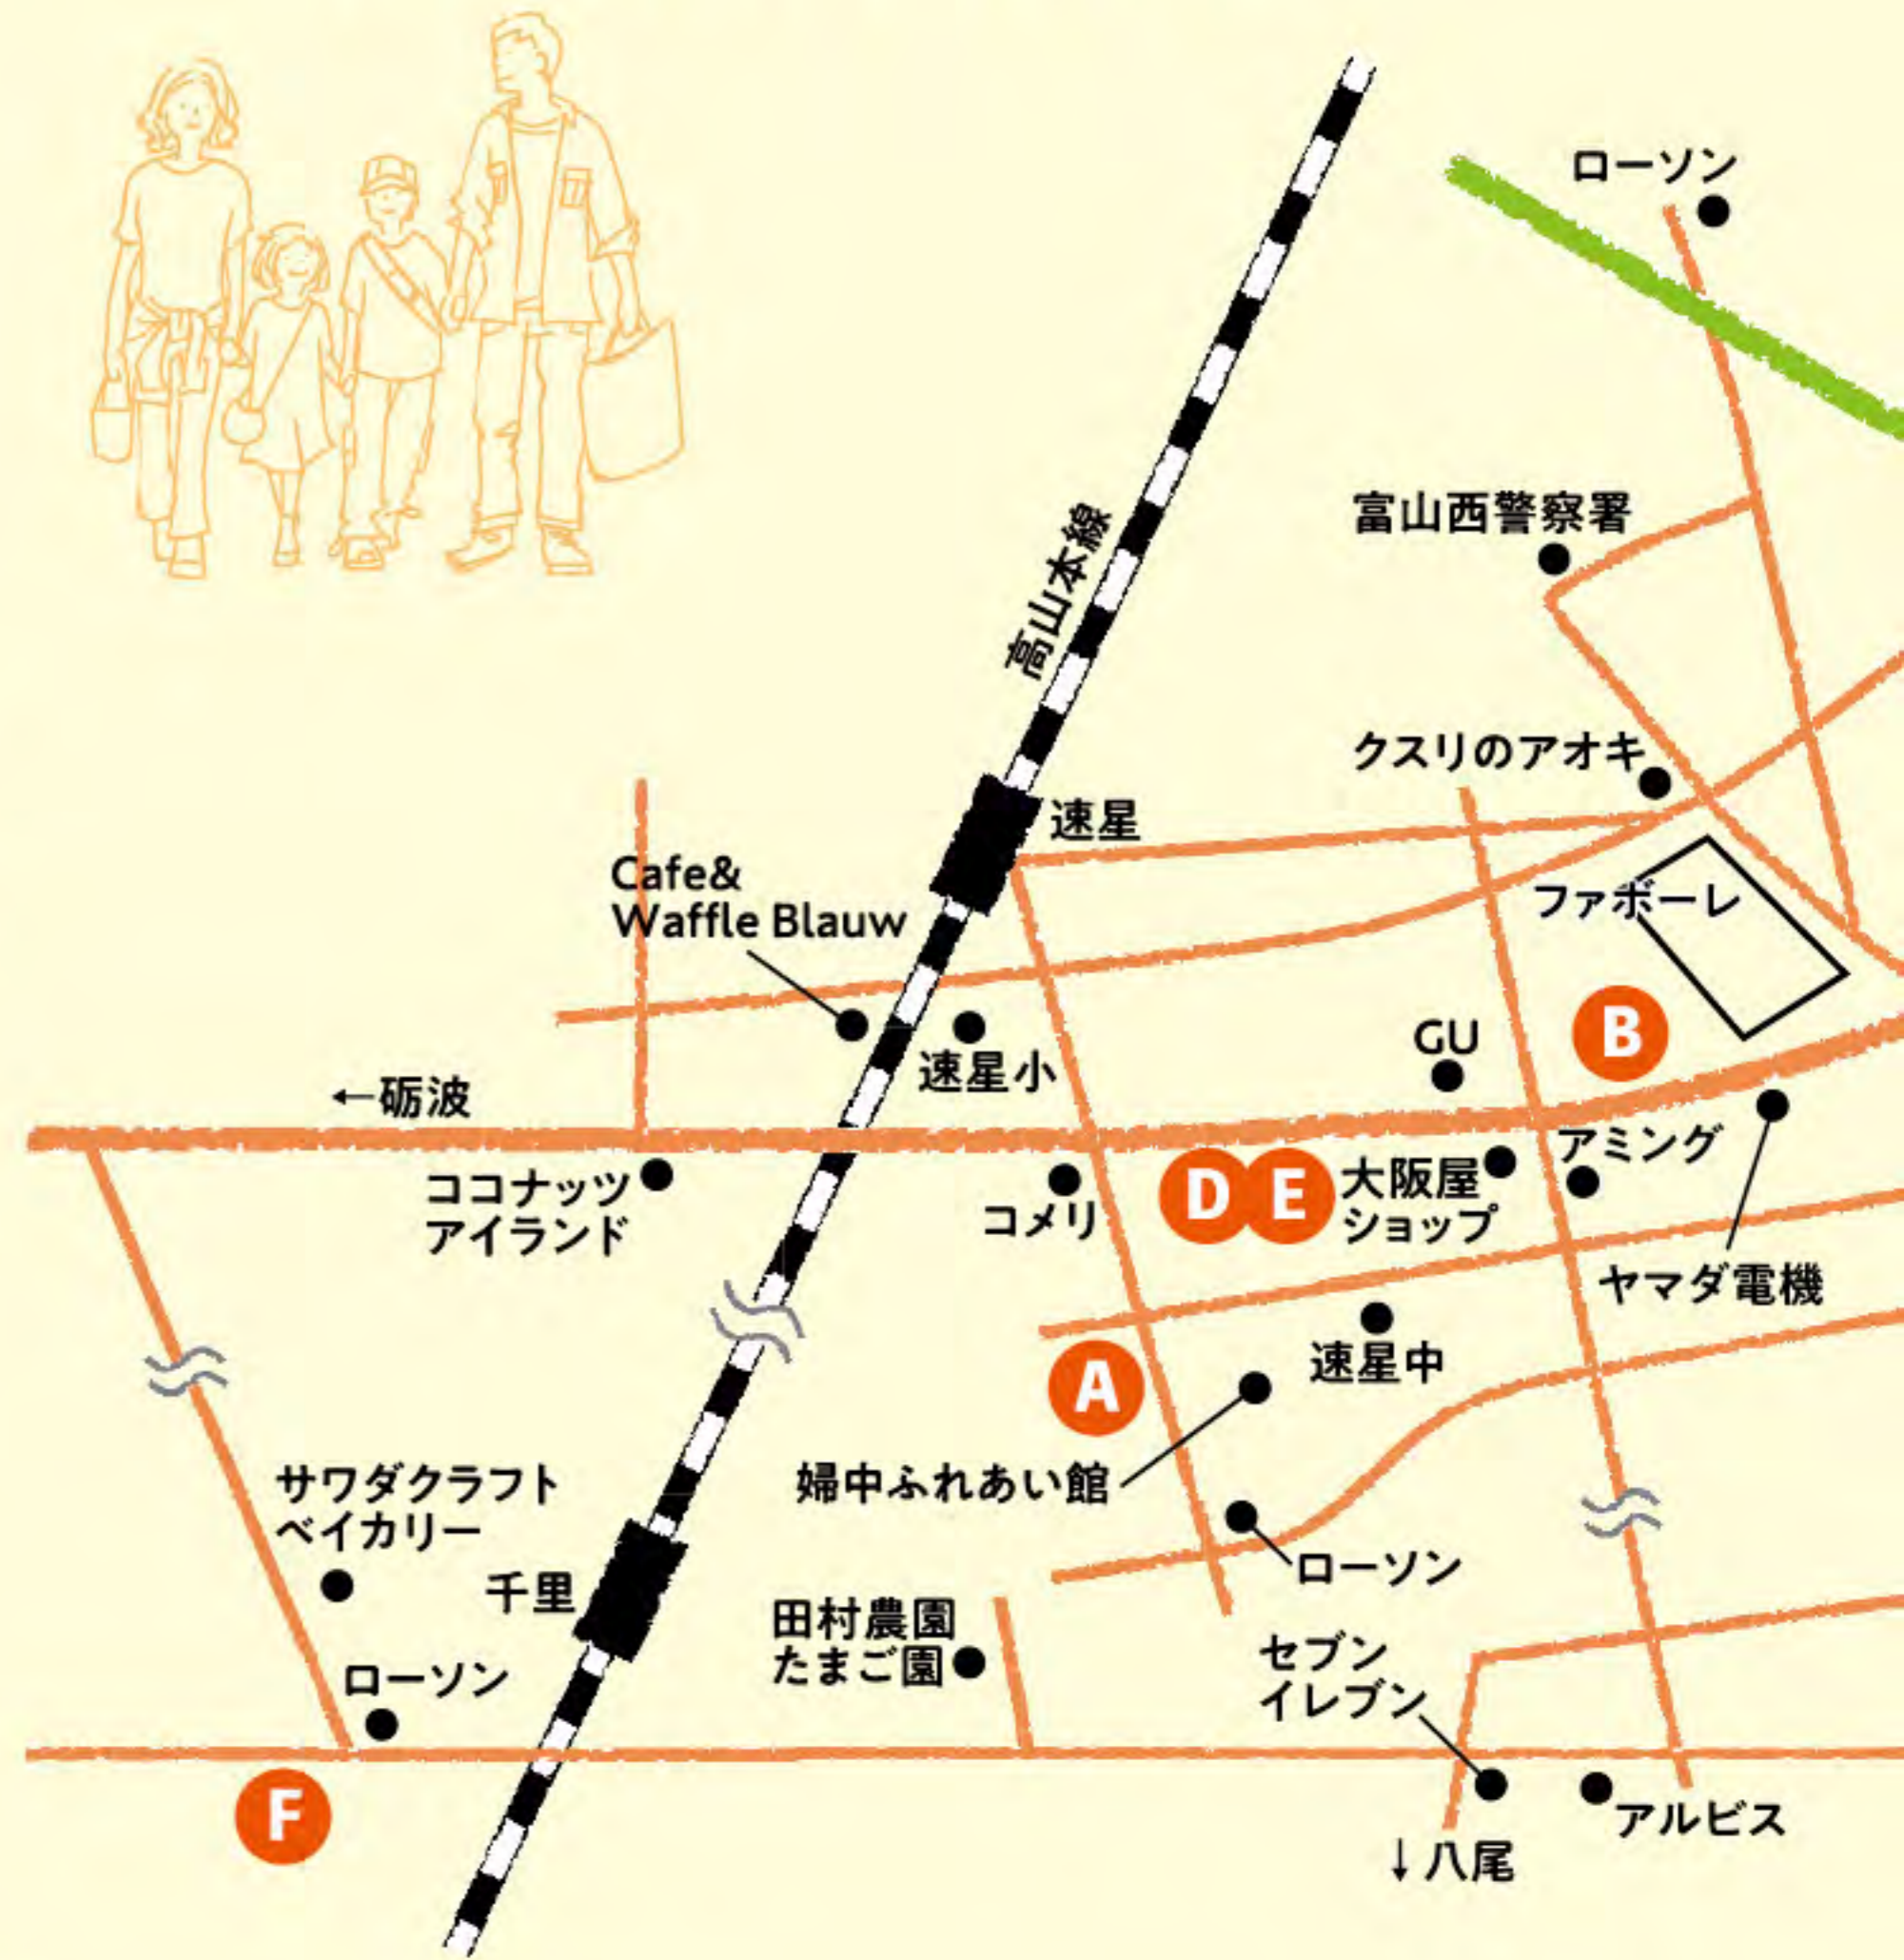 ローソン
富山西警察署
高山本線
クスリのアオキ
速星
Cafe&
Waffle Blauw
ファボーレ
B
GU
速星小
←砺波
アミング
D
E
大阪屋
ショップ
ココナッツ
アイランド
コメリ
ヤマダ電機
速星中
A
婦中ふれあい館
サワダクラフト
ベイカリー
ローソン
千里
田村農園
たまご園
セブン
イレブン
ローソン
F
アルビス
↓八尾